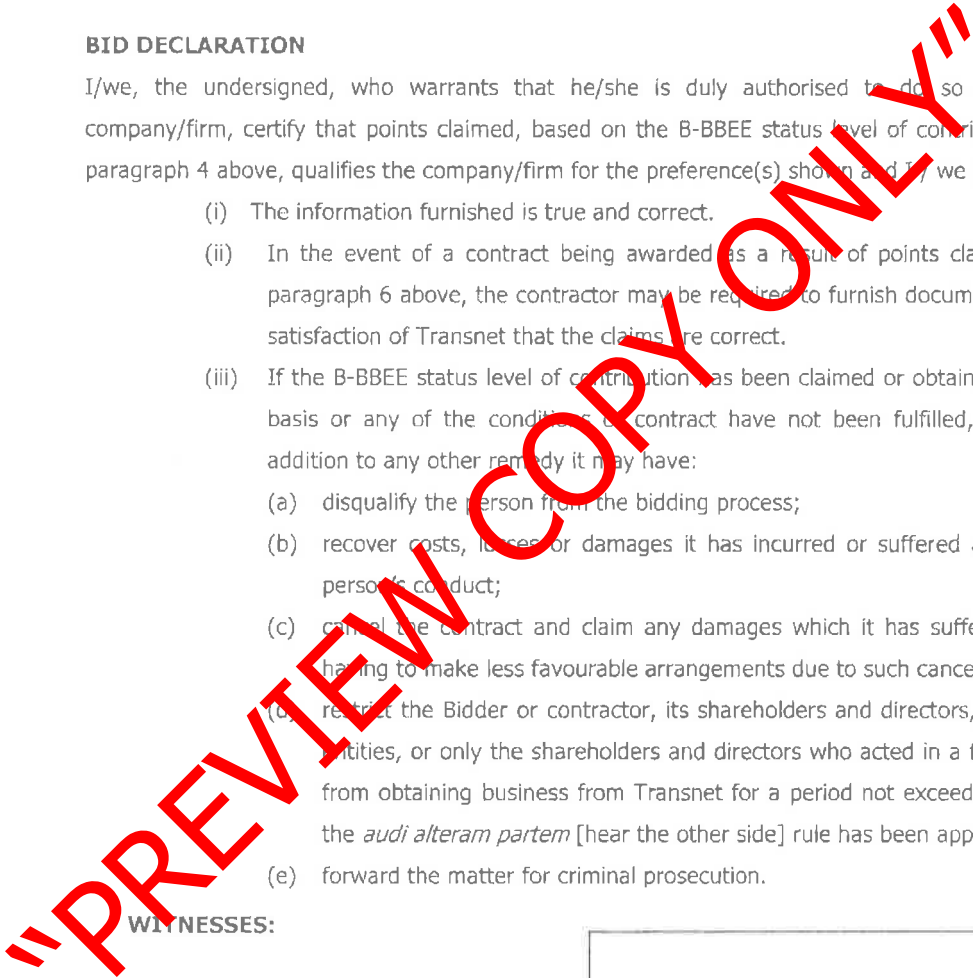 BID DECLARATION
I/we, the undersigned, who warrants that he/she is duly authorised to do so
company/firm, certify that points claimed, based on the B-BBEE status level of contri
paragraph 4 above, qualifies the company/firm for the preference(s) shown and I / we
(i) The information furnished is true and correct.
(ii) In the event of a contract being awarded as a result of points cla
paragraph 6 above, the contractor may be required to furnish docum
satisfaction of Transnet that the claims are correct.
(iii) If the B-BBEE status level of contribution has been claimed or obtain
basis or any of the conditions of contract have not been fulfilled,
addition to any other remedy it may have:
(a) disqualify the person from the bidding process;
(b) recover costs, losses or damages it has incurred or suffered
person's conduct;
(c) cancel the contract and claim any damages which it has suffe
having to make less favourable arrangements due to such cance
(d) restrict the Bidder or contractor, its shareholders and directors,
entities, or only the shareholders and directors who acted in a f
from obtaining business from Transnet for a period not exceed
the audi alteram partem [hear the other side] rule has been app
(e) forward the matter for criminal prosecution.
WITNESSES:
"PREVIEW COPY ONLY"